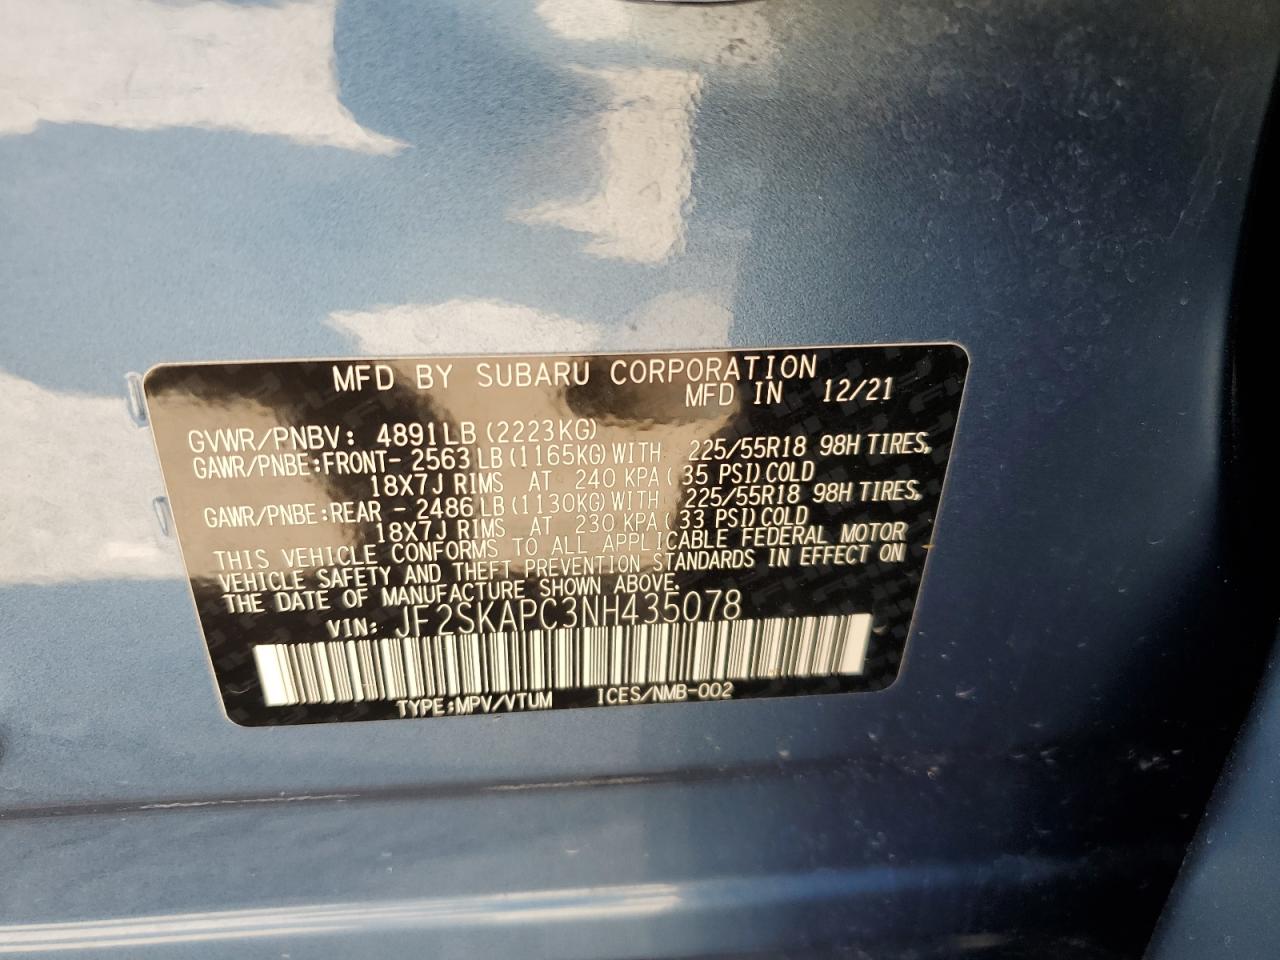 MFD BY SUBARU CORPORATION
MFD IN 12/21
GVWR/PNBV: 4891LB (2223KG)
GAWR/PNBE:FRONT- 2563LB(1165KG)WITH 225/55R18 98H TIRES,
18X7J RIMS AT 240 KPA( 35 PSI)COLD
GAWR/PNBE:REAR - 2486LB(1130KG)WITH 225/55R18 98H TIRES,
18X7J RIMS AT 230 KPA( 33 PSI)COLD
THIS VEHICLE CONFORMS TO ALL APPLICABLE FEDERAL MOTOR
VEHICLE SAFETY AND THEFT PREVENTION STANDARDS IN EFFECT ON
THE DATE OF MANUFACTURE SHOWN ABOVE.
VIN: JF2SKAPC3NH435078
TYPE:MPV/VTUM ICES/NMB-002